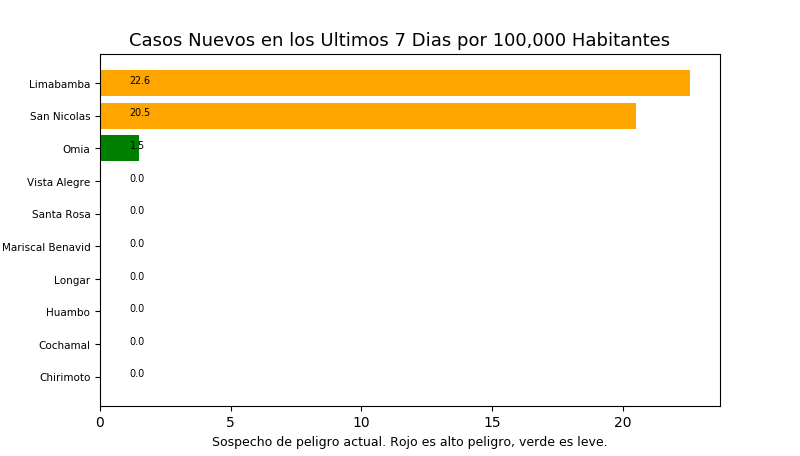 Casos Nuevos en los Ultimos 7 Dias por 100,000 Habitantes
Limabamba 22.6
San Nicolas 20.5
Omia 1.5
Vista Alegre 0.0
Santa Rosa 0.0
Mariscal Benavid 0.0
Longar 0.0
Huambo 0.0
Cochamal 0.0
Chirimoto 0.0
0 5 10 15 20
Sospecho de peligro actual. Rojo es alto peligro, verde es leve.